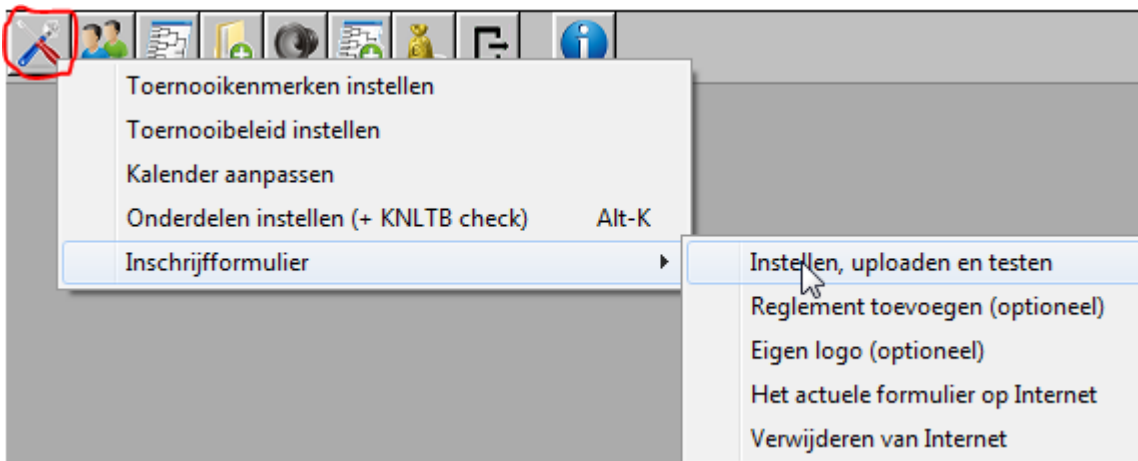 Toernooikenmerken instellen
Toernooibeleid instellen
Kalender aanpassen
Onderdelen instellen (+ KNLTB check) Alt-K
Inschrijfformulier
Instellen, uploaden en testen
Reglement toevoegen (optioneel)
Eigen logo (optioneel)
Het actuele formulier op Internet
Verwijderen van Internet